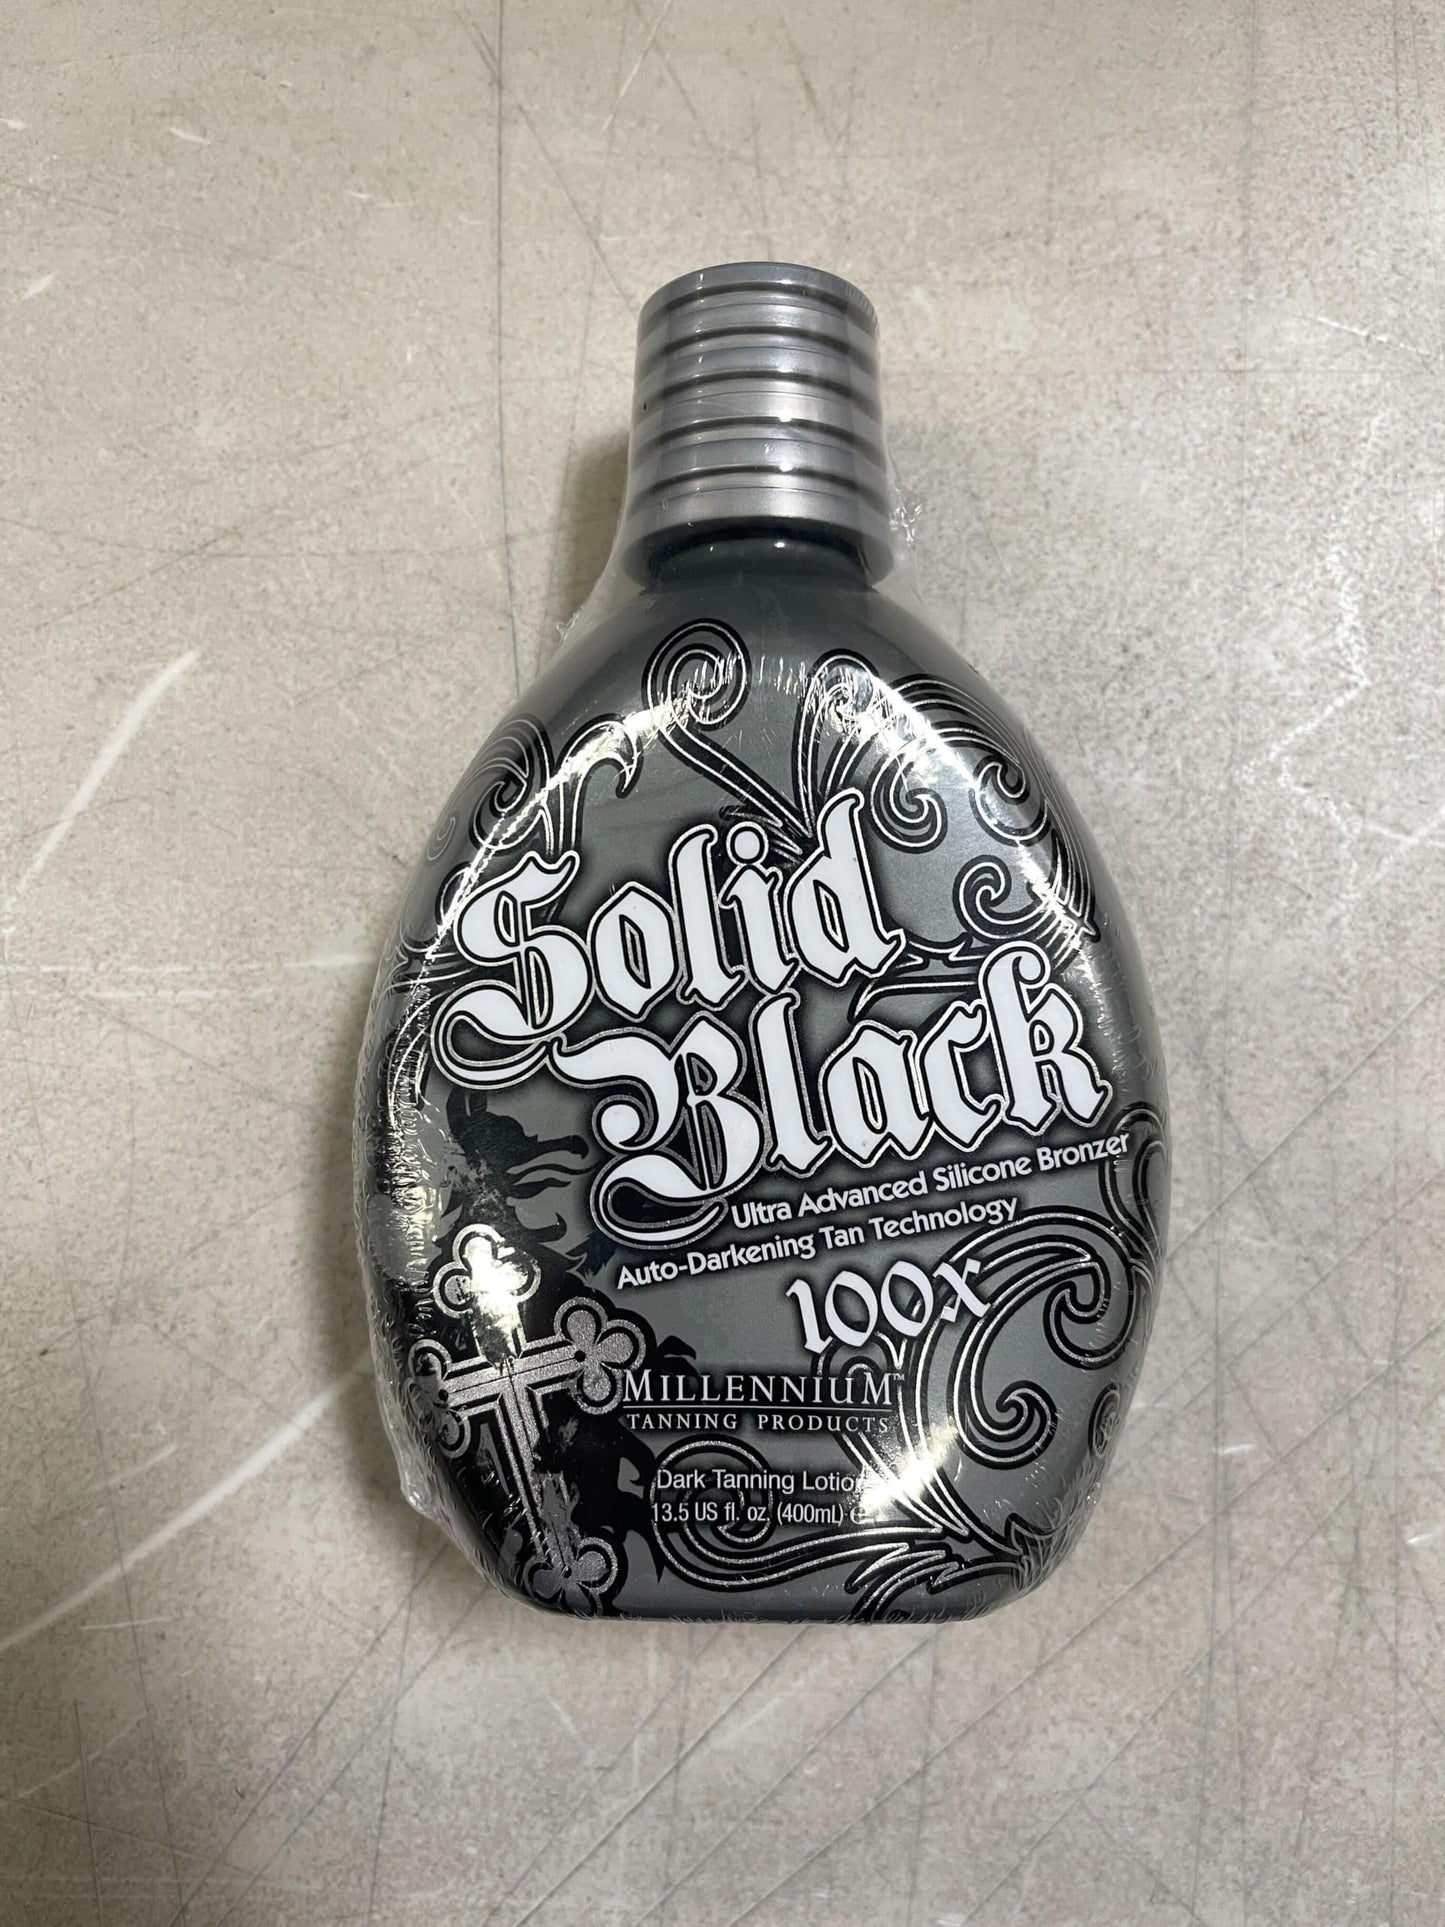 Solid
Black
Ultra Advanced Silicone Bronzer
Auto-Darkening Tan Technology
100x
MILLENNIUM™
TANNING PRODUCTS
Dark Tanning Lotion
13.5 US fl. oz. (400mL) ℮